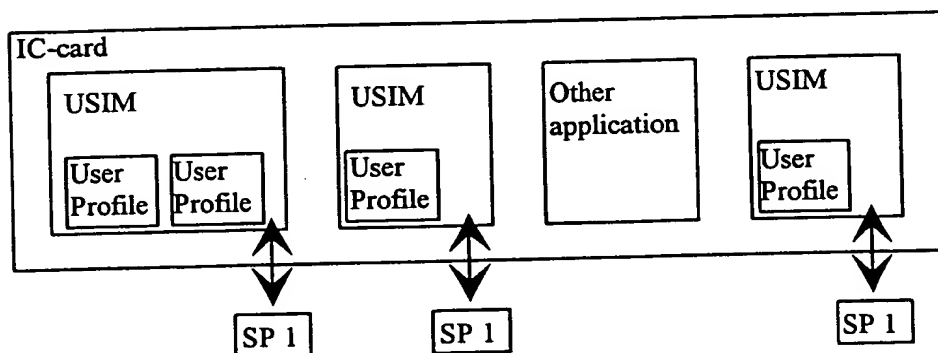 IC-card
USIM
User
Profile
User
Profile
USIM
User
Profile
Other
application
USIM
User
Profile
SP 1
SP 1
SP 1